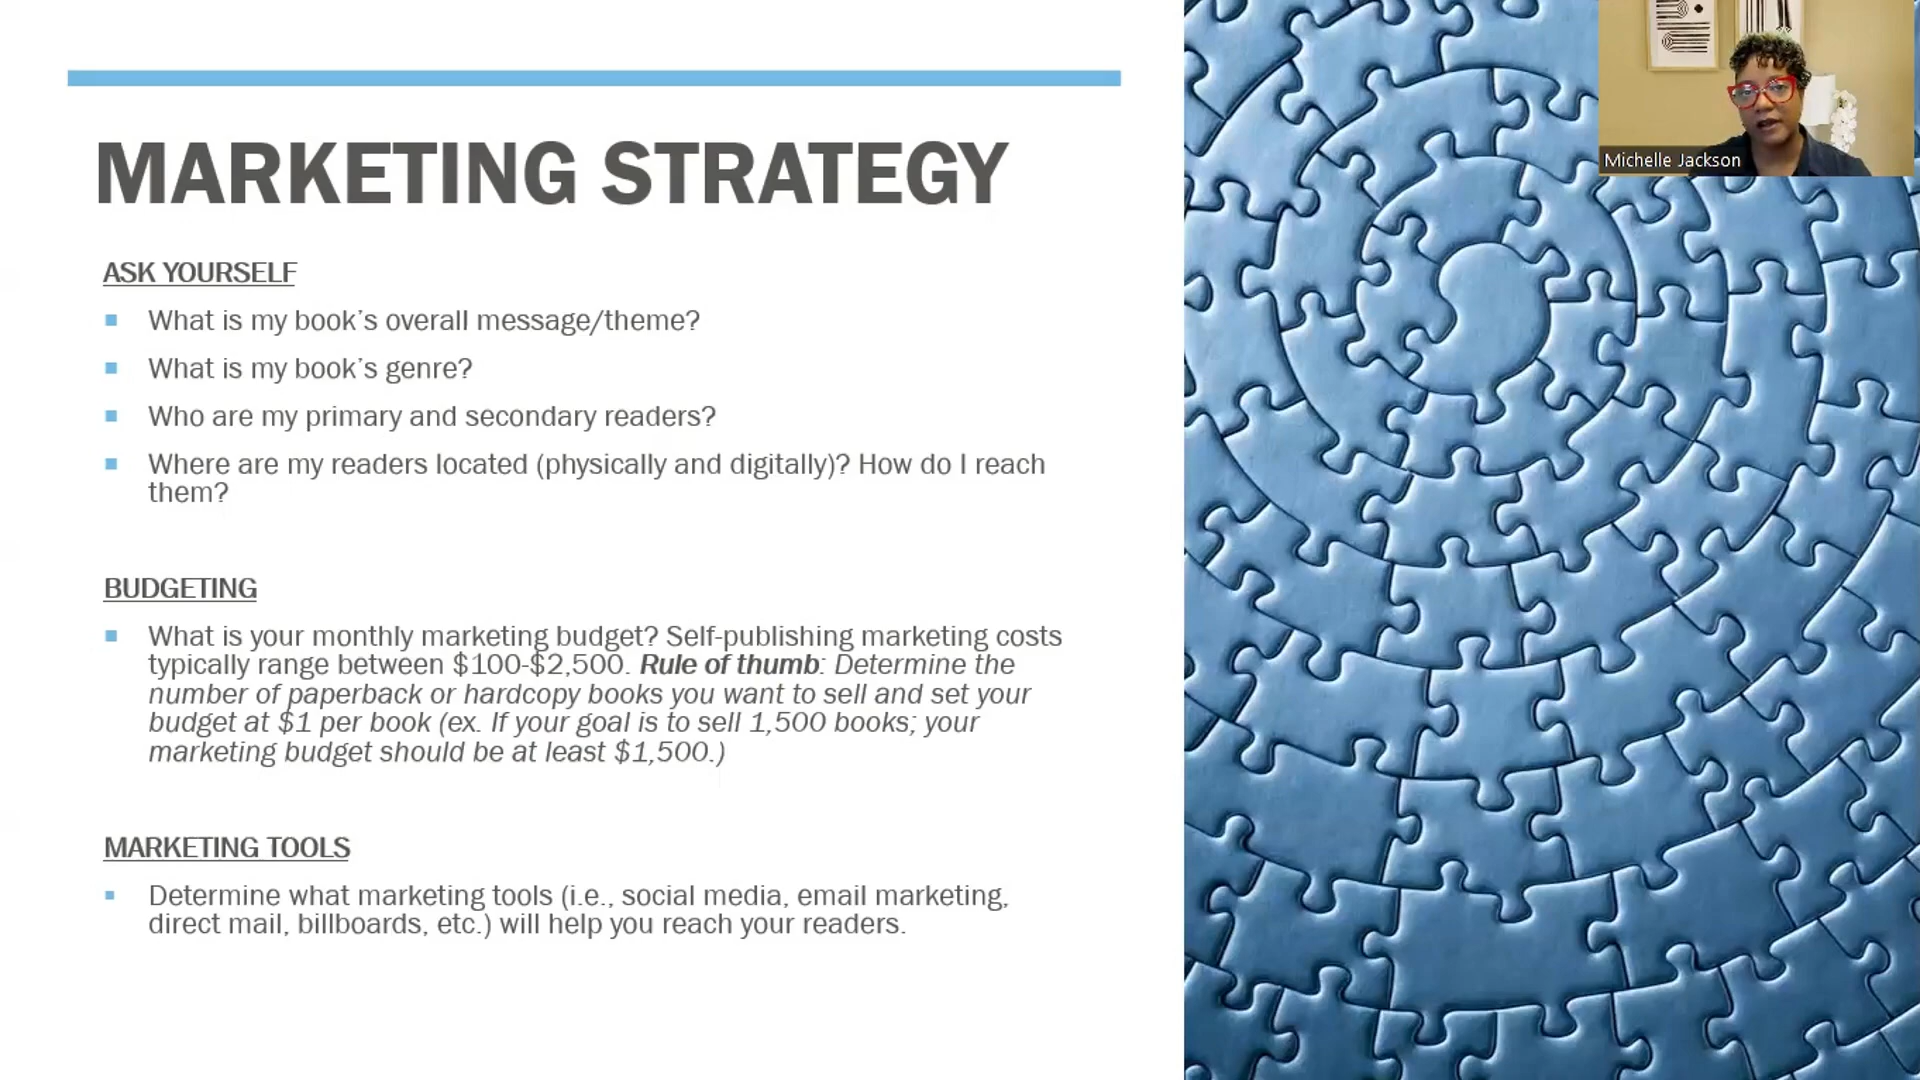 MARKETING STRATEGY
ASK YOURSELF
What is my book's overall message/theme?
What is my book's genre?
Who are my primary and secondary readers?
Where are my readers located (physically and digitally)? How do I reach
them?
BUDGETING
What is your monthly marketing budget? Self-publishing marketing costs
typically range between $100-$2,500. Rule of thumb: Determine the
number of paperback or hardcopy books you want to sell and set your
budget at $1 per book (ex. If your goal is to sell 1,500 books; your
marketing budget should be at least $1,500.)
MARKETING TOOLS
Determine what marketing tools (i.e., social media, email marketing,
direct mail, billboards, etc.) will help you reach your readers.
Michelle Jackson